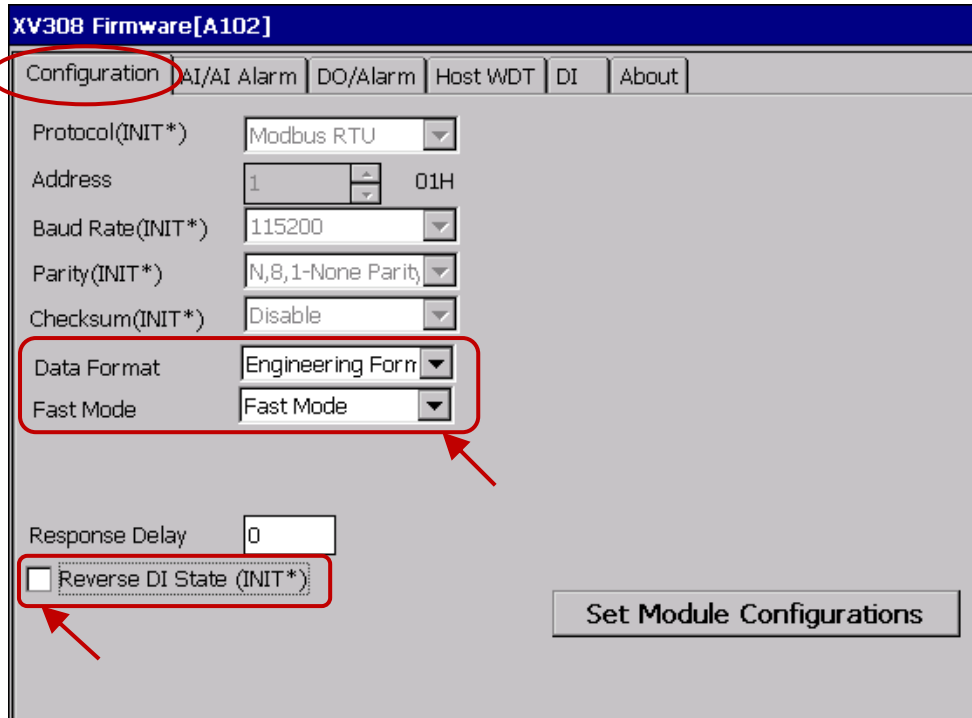 XV308 Firmware[A102]
Configuration AI/AI Alarm DO/Alarm Host WDT DI About
Protocol(INIT*) Modbus RTU
Address 1 01H
Baud Rate(INIT*) 115200
Parity(INIT*) N,8,1-None Parity
Checksum(INIT*) Disable
Data Format Engineering Form
Fast Mode Fast Mode
Response Delay 0
Reverse DI State (INIT*)
Set Module Configurations